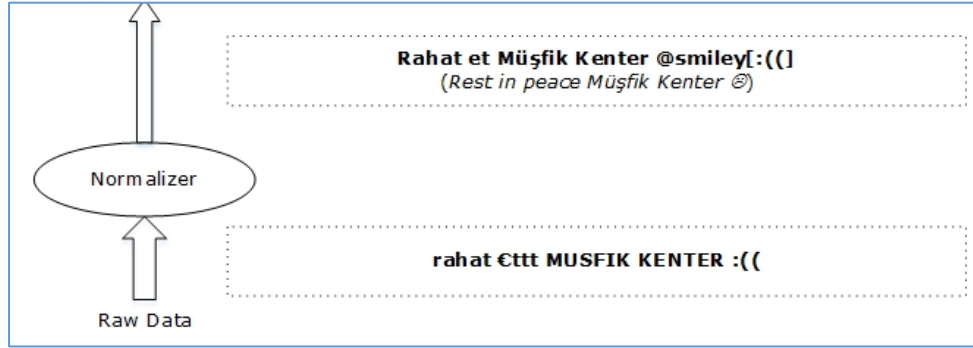 Rahat et Müşfik Kenter @smiley[:((]
(Rest in peace Müşfik Kenter ☹)
Normalizer
rahat €ttt MUSFIK KENTER :((
Raw Data